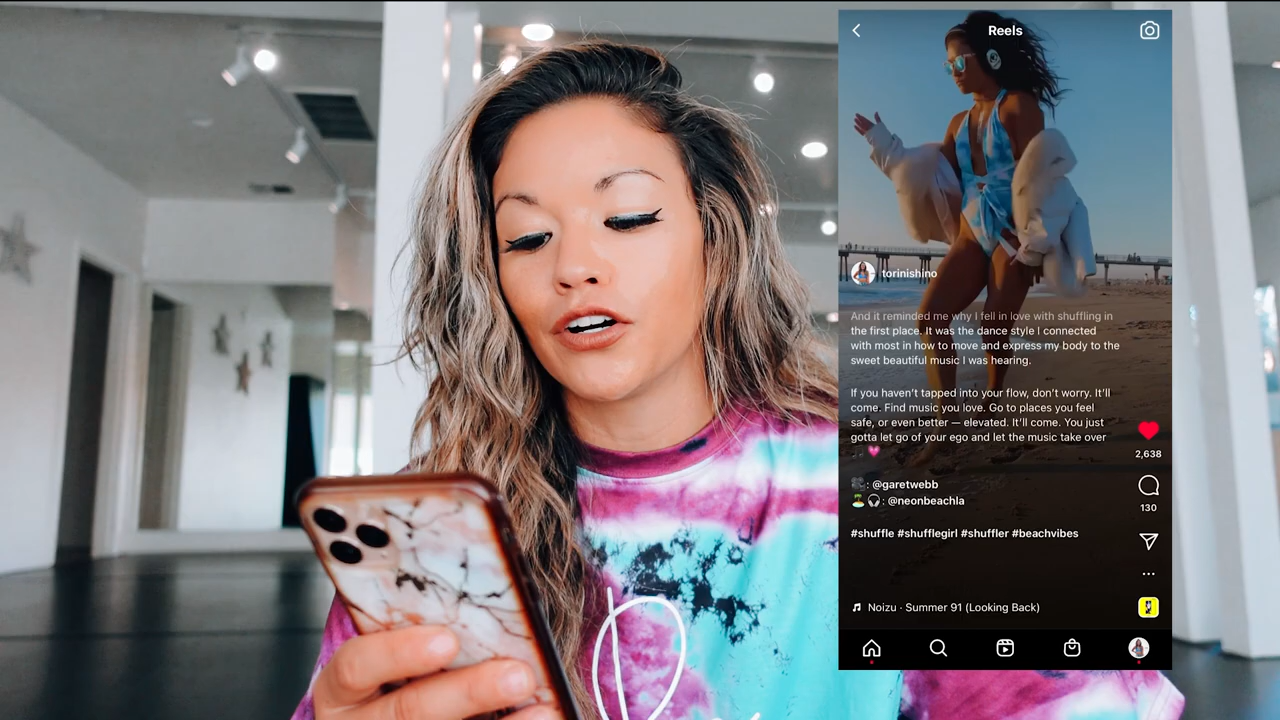 Reels
torinishino
And it reminded me why I fell in love with shuffling in
the first place. It was the dance style I connected
with most in how to move and express my body to the
sweet beautiful music I was hearing.
If you haven’t tapped into your flow, don’t worry. It’ll
come. Find music you love. Go to places you feel
safe, or even better — elevated. It’ll come. You just
gotta let go of your ego and let the music take over
💗
2,638
: @garetwebb
🏝️🎧: @neonbeachla
130
#shuffle #shufflegirl #shuffler #beachvibes
Noizu · Summer 91 (Looking Back)